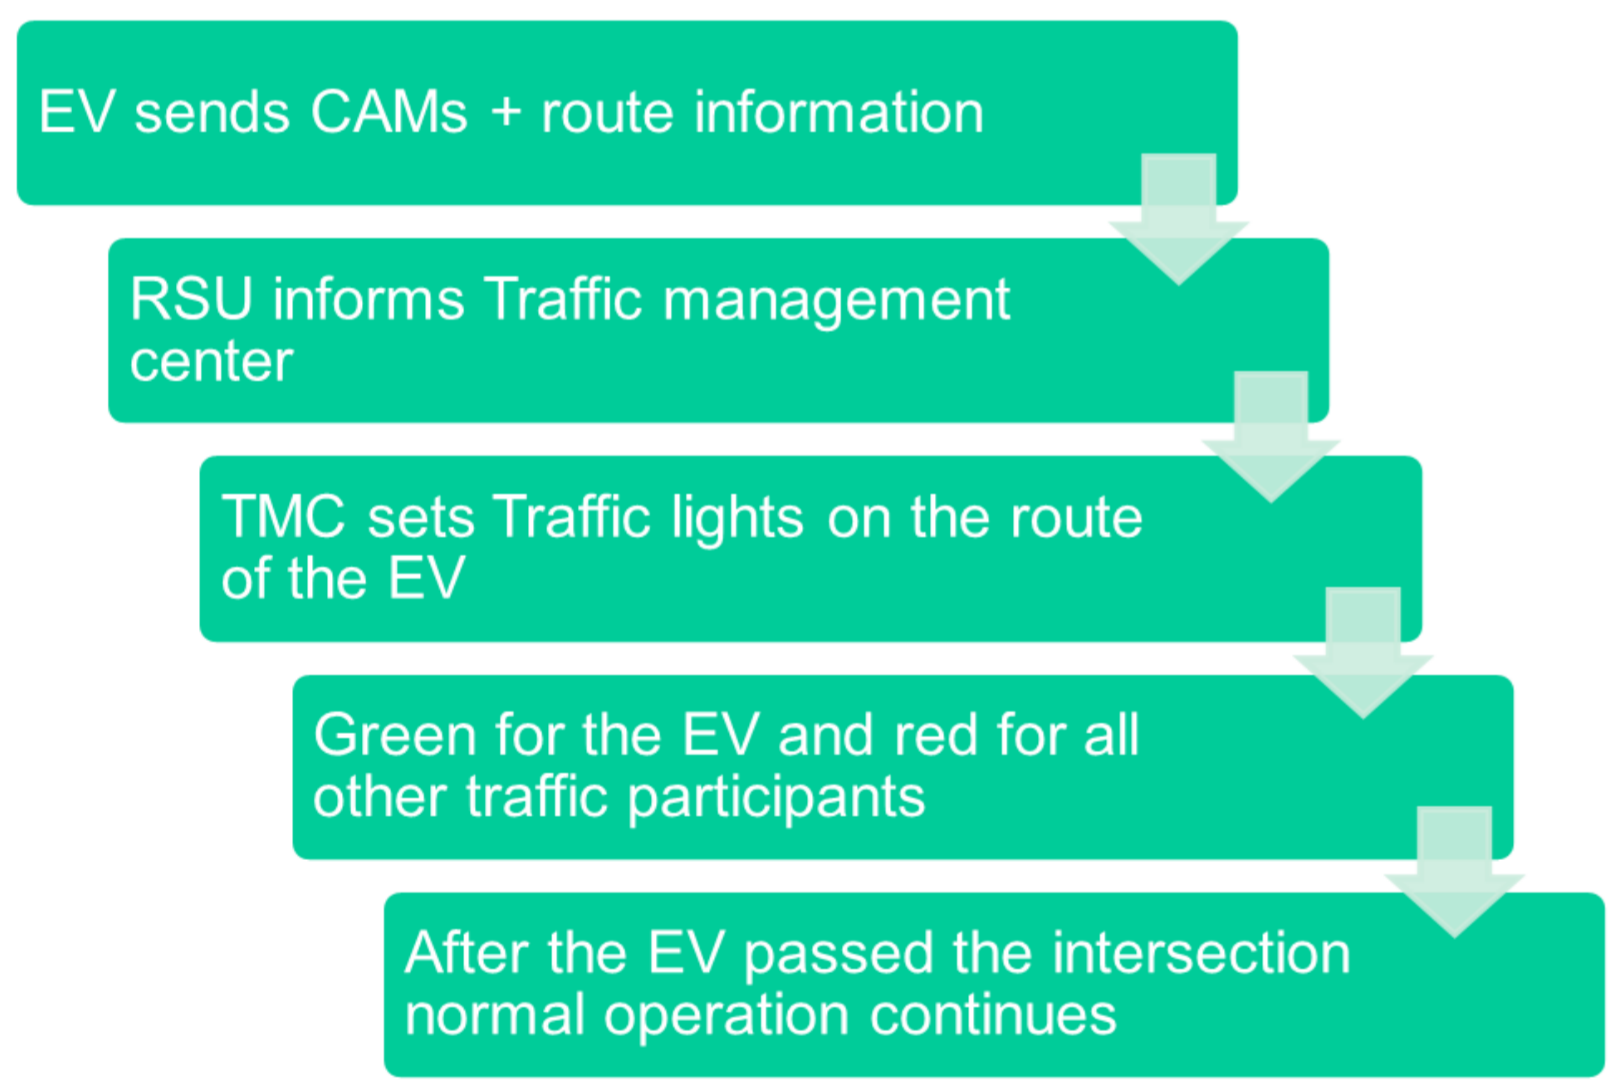 EV sends CAMs + route information
RSU informs Traffic management
center
TMC sets Traffic lights on the route
of the EV
Green for the EV and red for all
other traffic participants
After the EV passed the intersection
normal operation continues